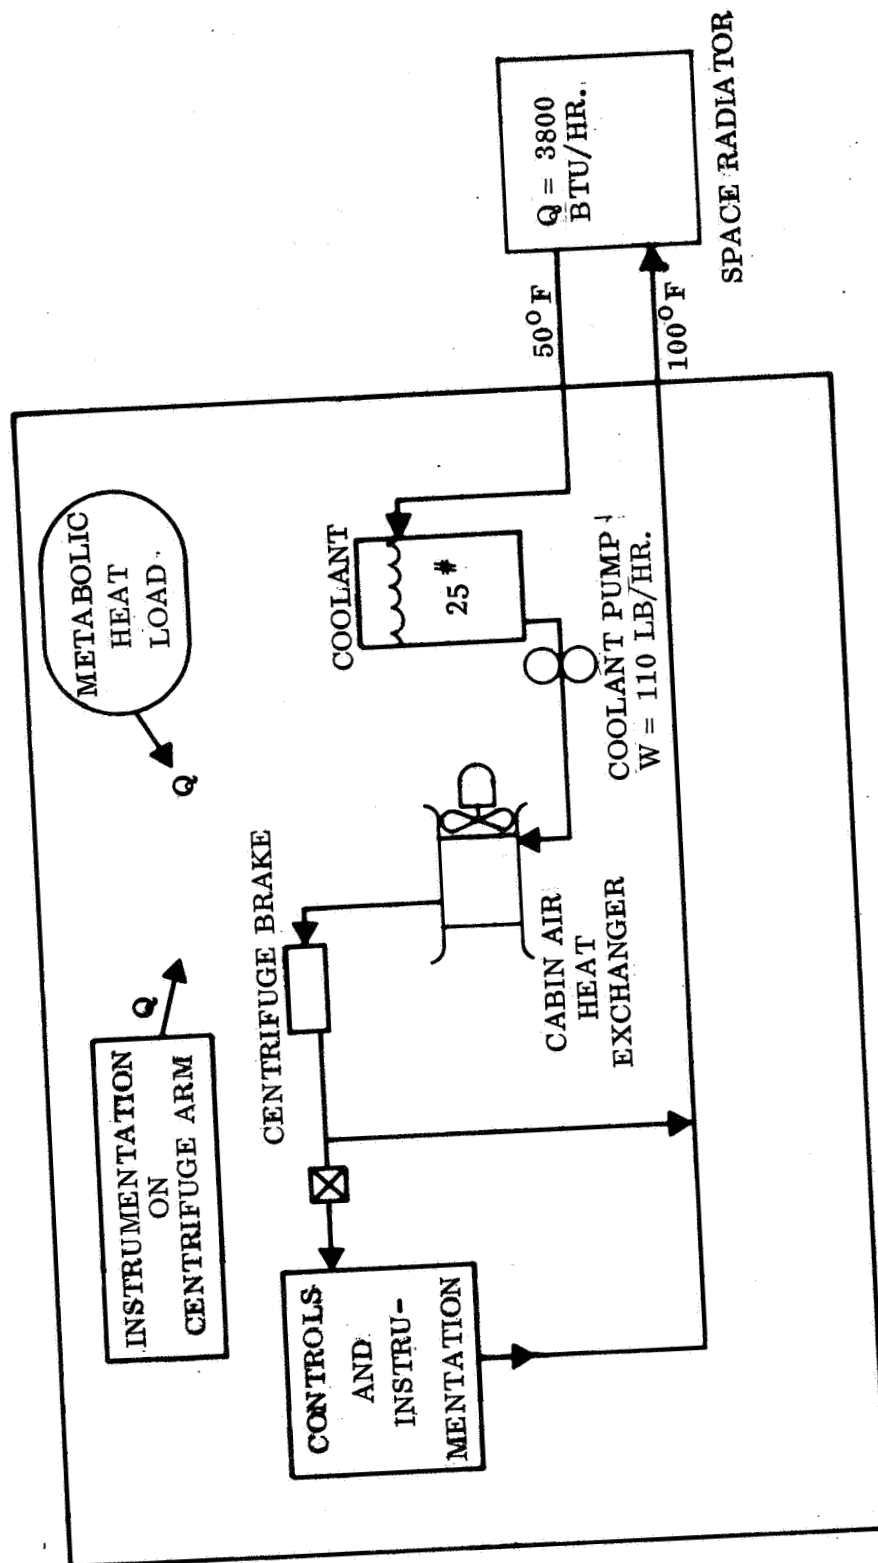 METABOLIC
HEAT
LOAD
Q
INSTRUMENTATION
ON
CENTRIFUGE ARM
Q
CENTRIFUGE BRAKE
CONTROLS
AND
INSTRU-
MENTATION
CABIN AIR
HEAT
EXCHANGER
COOLANT
25 #
COOLANT PUMP
W = 110 LB/HR.
50°F
100°F
Q = 3800
BTU/HR.
SPACE RADIATOR